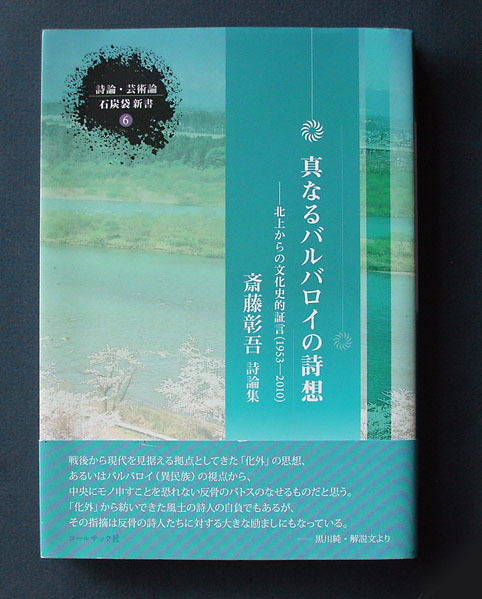 詩論・芸術論
石炭袋新書
6
真なるバルバロイの詩想
──北上からの文化史的証言(1953―2010)
斎藤彰吾 詩論集
戦後から現代を見据える拠点としてきた「化外」の思想、
あるいはバルバロイ(異民族)の視点から、
中央にモノ申すことを恐れない反骨のパトスのなせるものだと思う。
「化外」から紡いできた風土の詩人の自負でもあるが、
その指摘は反骨の詩人たちに対する大きな励ましにもなっている。
──黒川純・解説文より
コールサック社